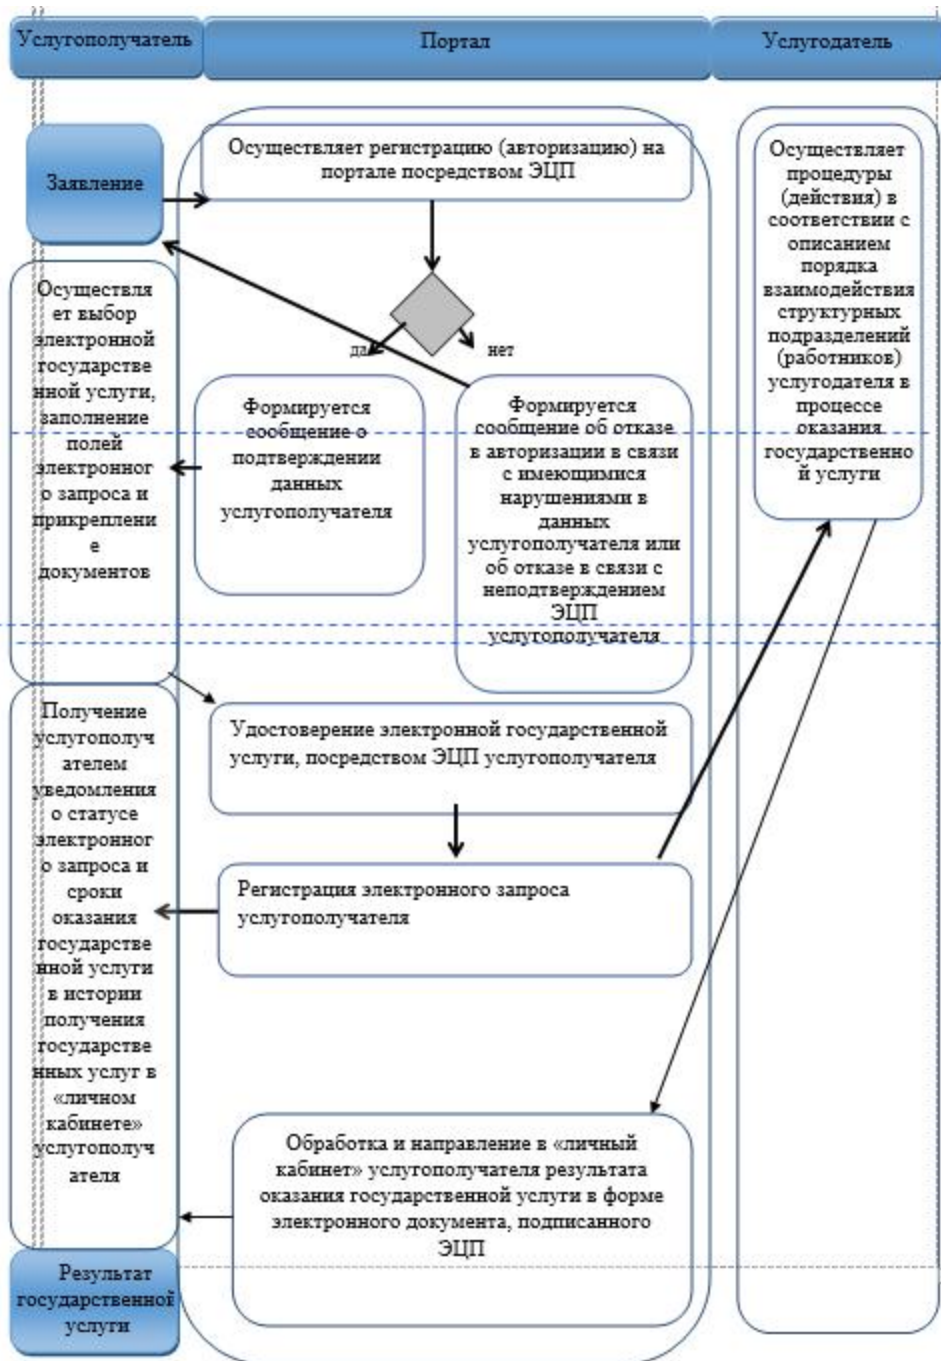 Услугополучатель
Портал
Услугодатель
Заявление
Осуществляет регистрацию (авторизацию) на
портале посредством ЭЦП
да
нет
Осуществля
ет выбор
электронной
государстве
нной услуги,
заполнение
полей
электронног
о запроса и
прикреплени
е
документов
Формируется
сообщение о
подтверждении
данных
услугополучателя
Формируется
сообщение об отказе
в авторизации в связи
с имеющимися
нарушениями в
данных
услугополучателя или
об отказе в связи с
неподтверждением
ЭЦП
услугополучателя
Осуществляет
процедуры
(действия) в
соответствии с
описанием
порядка
взаимодействия
структурных
подразделений
(работников)
услугодателя в
процессе
оказания
государственно
й услуги
Удостоверение электронной государственной
услуги, посредством ЭЦП услугополучателя
Регистрация электронного запроса
услугополучателя
Получение
услугополуч
ателем
уведомления
о статусе
электронног
о запроса и
сроки
оказания
государстве
нной услуги
в истории
получения
государстве
нных услуг в
«личном
кабинете»
услугополуч
ателя
Обработка и направление в «личный
кабинет» услугополучателя результата
оказания государственной услуги в форме
электронного документа, подписанного
ЭЦП
Результат
государственной
услуги